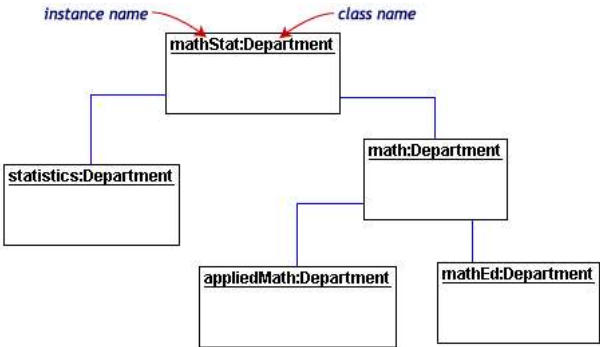 instance name
class name
mathStat:Department
math:Department
statistics:Department
appliedMath:Department
mathEd:Department